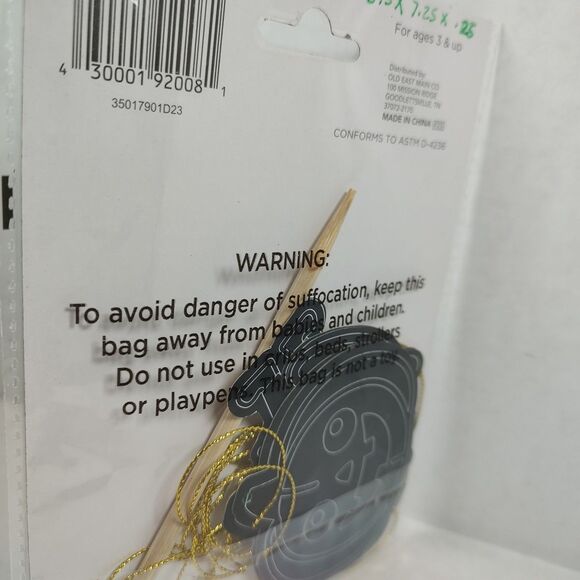 7.25 x .25
For ages 3 & up
Distributed by
OLD EAST MAIN CO
100 MISSION RIDGE
GOODLETTSVILLE, TN
37072-2170
MADE IN CHINA
CONFORMS TO ASTM D-4236
4 30001 92008 1
35017901D23
WARNING:
To avoid danger of suffocation, keep this
bag away from babies and children.
Do not use in cribs, beds, strollers
or playpens. This bag is not a toy.